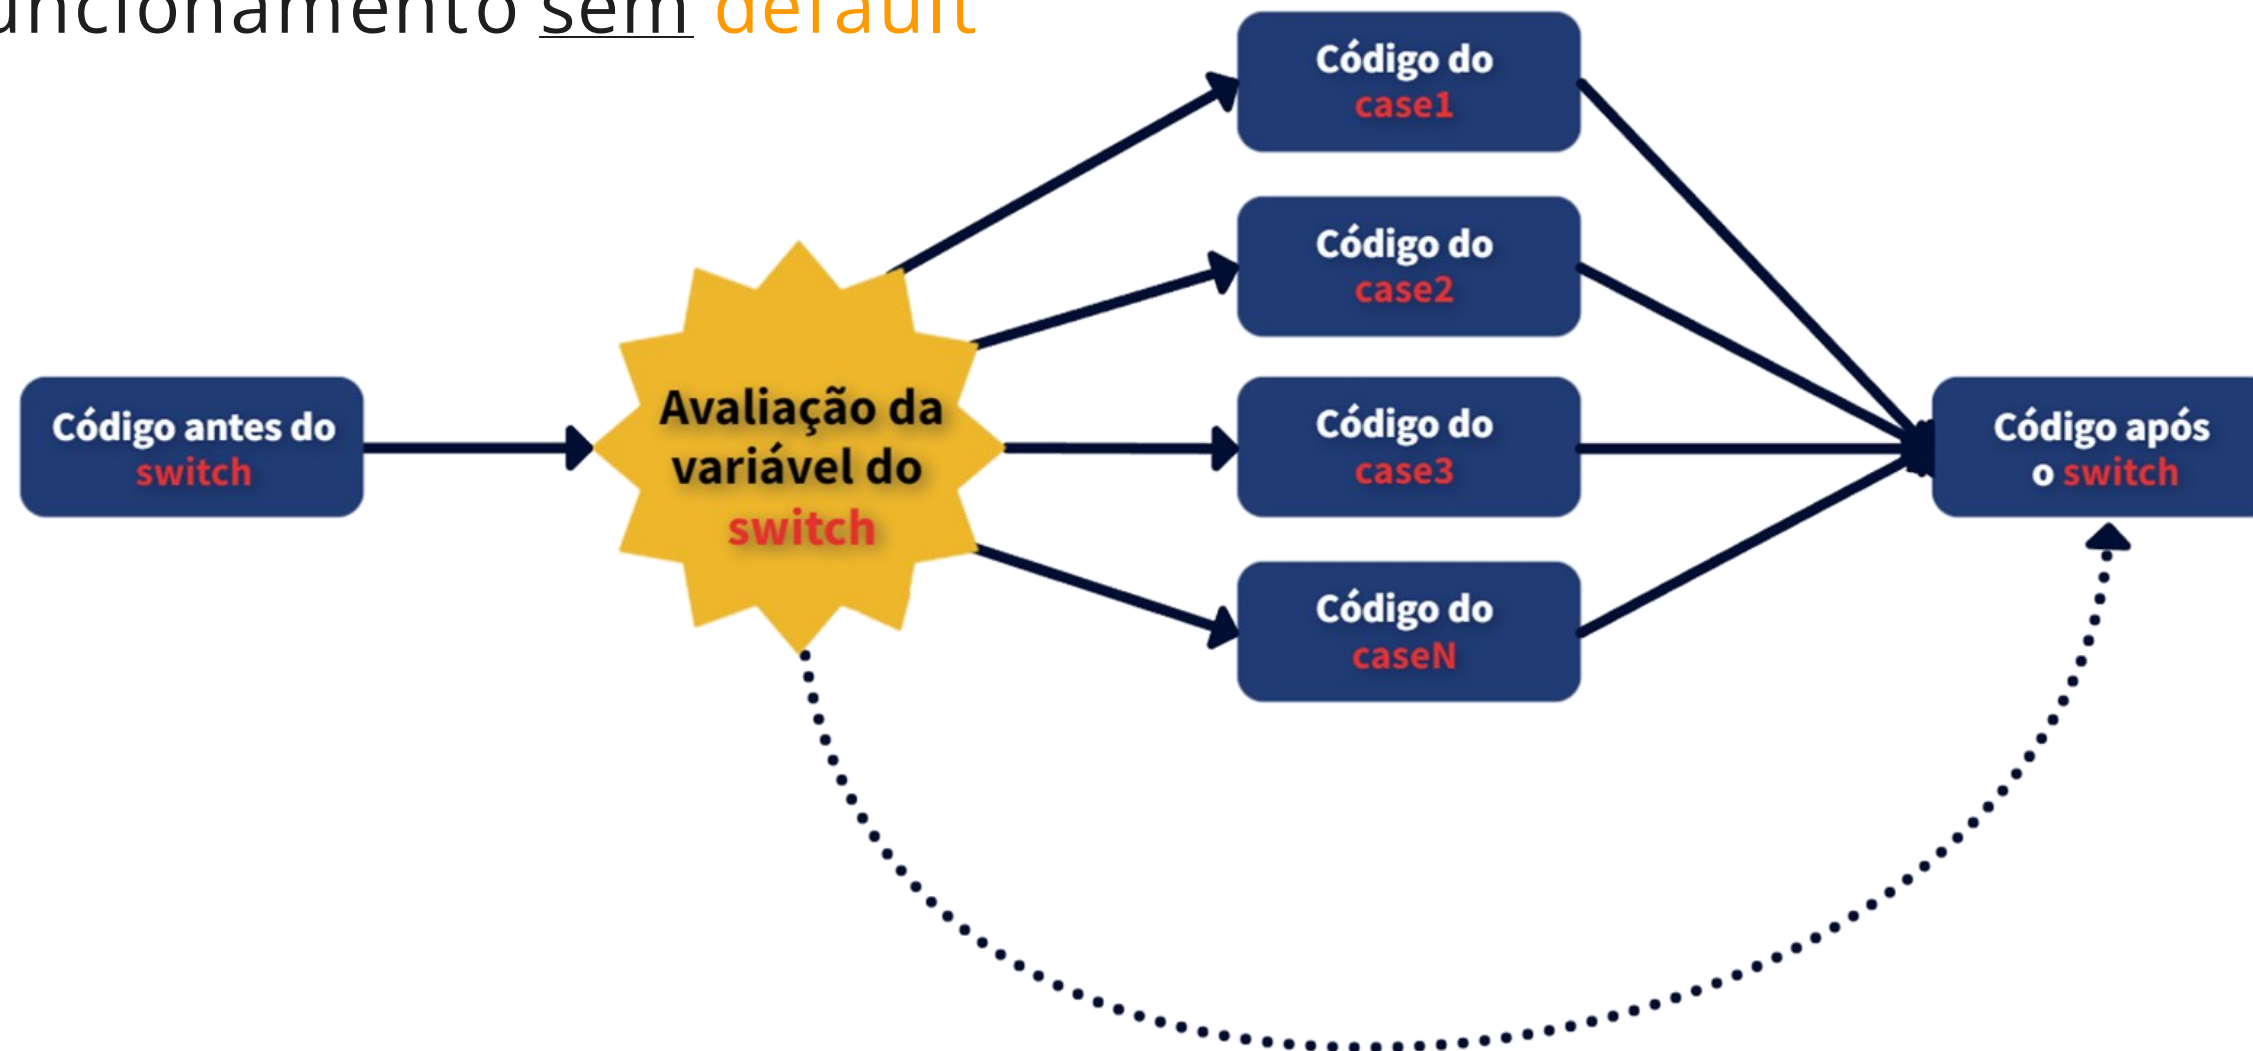 uncionamento sem default
Código antes do
switch
Avaliação da
variável do
switch
Código do
case1
Código do
case2
Código do
case3
Código do
caseN
Código após
o switch